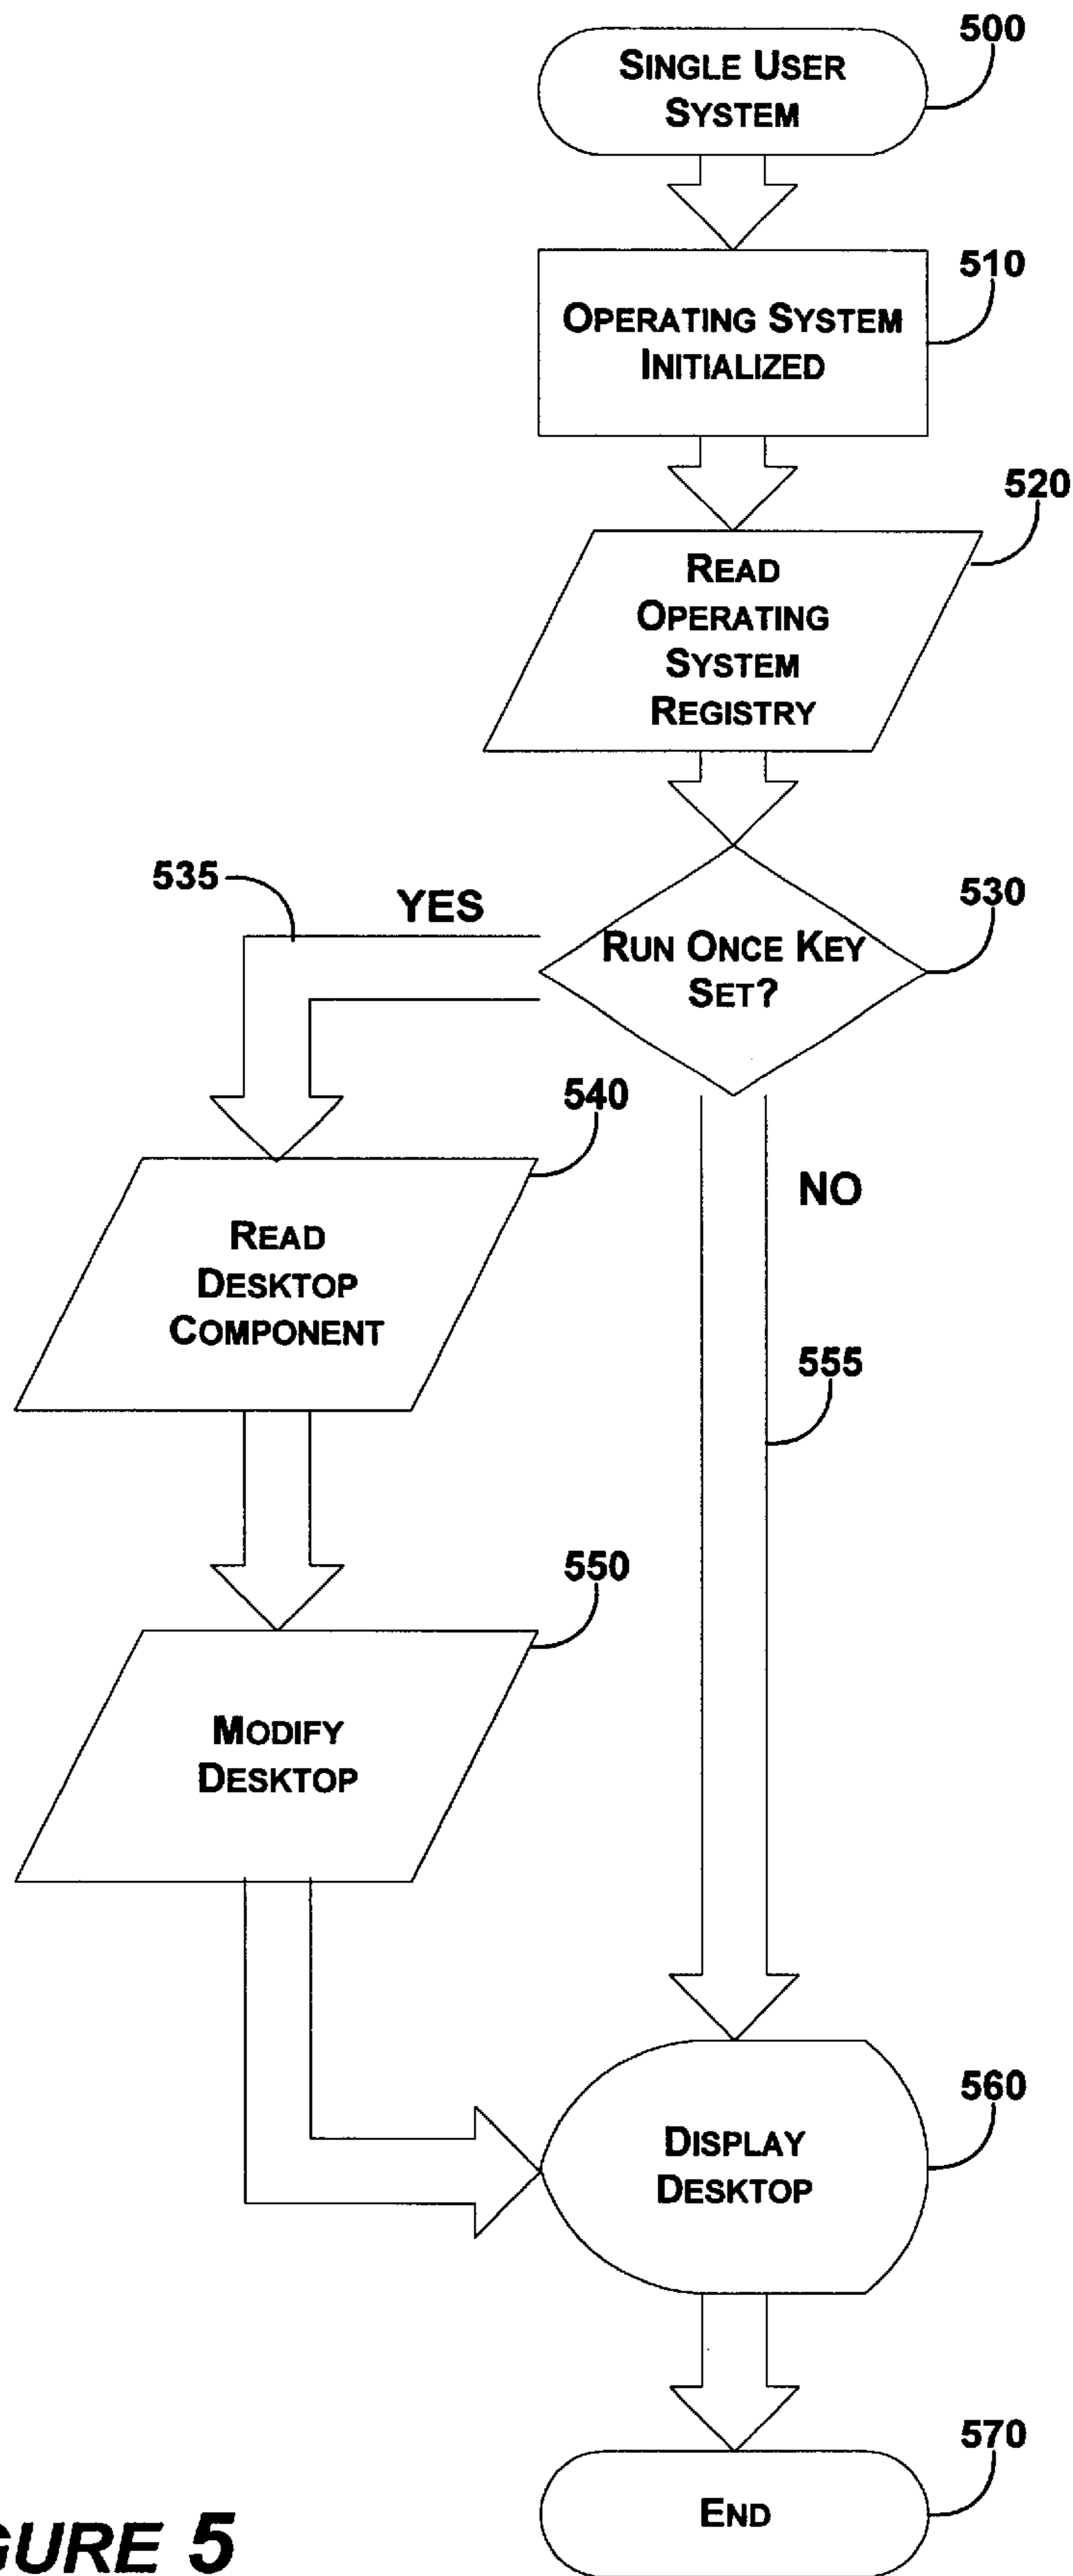 500
SINGLE USER
SYSTEM
510
OPERATING SYSTEM
INITIALIZED
520
READ
OPERATING
SYSTEM
REGISTRY
535
YES
530
RUN ONCE KEY
SET?
540
NO
READ
DESKTOP
COMPONENT
555
550
MODIFY
DESKTOP
560
DISPLAY
DESKTOP
570
END
GURE 5